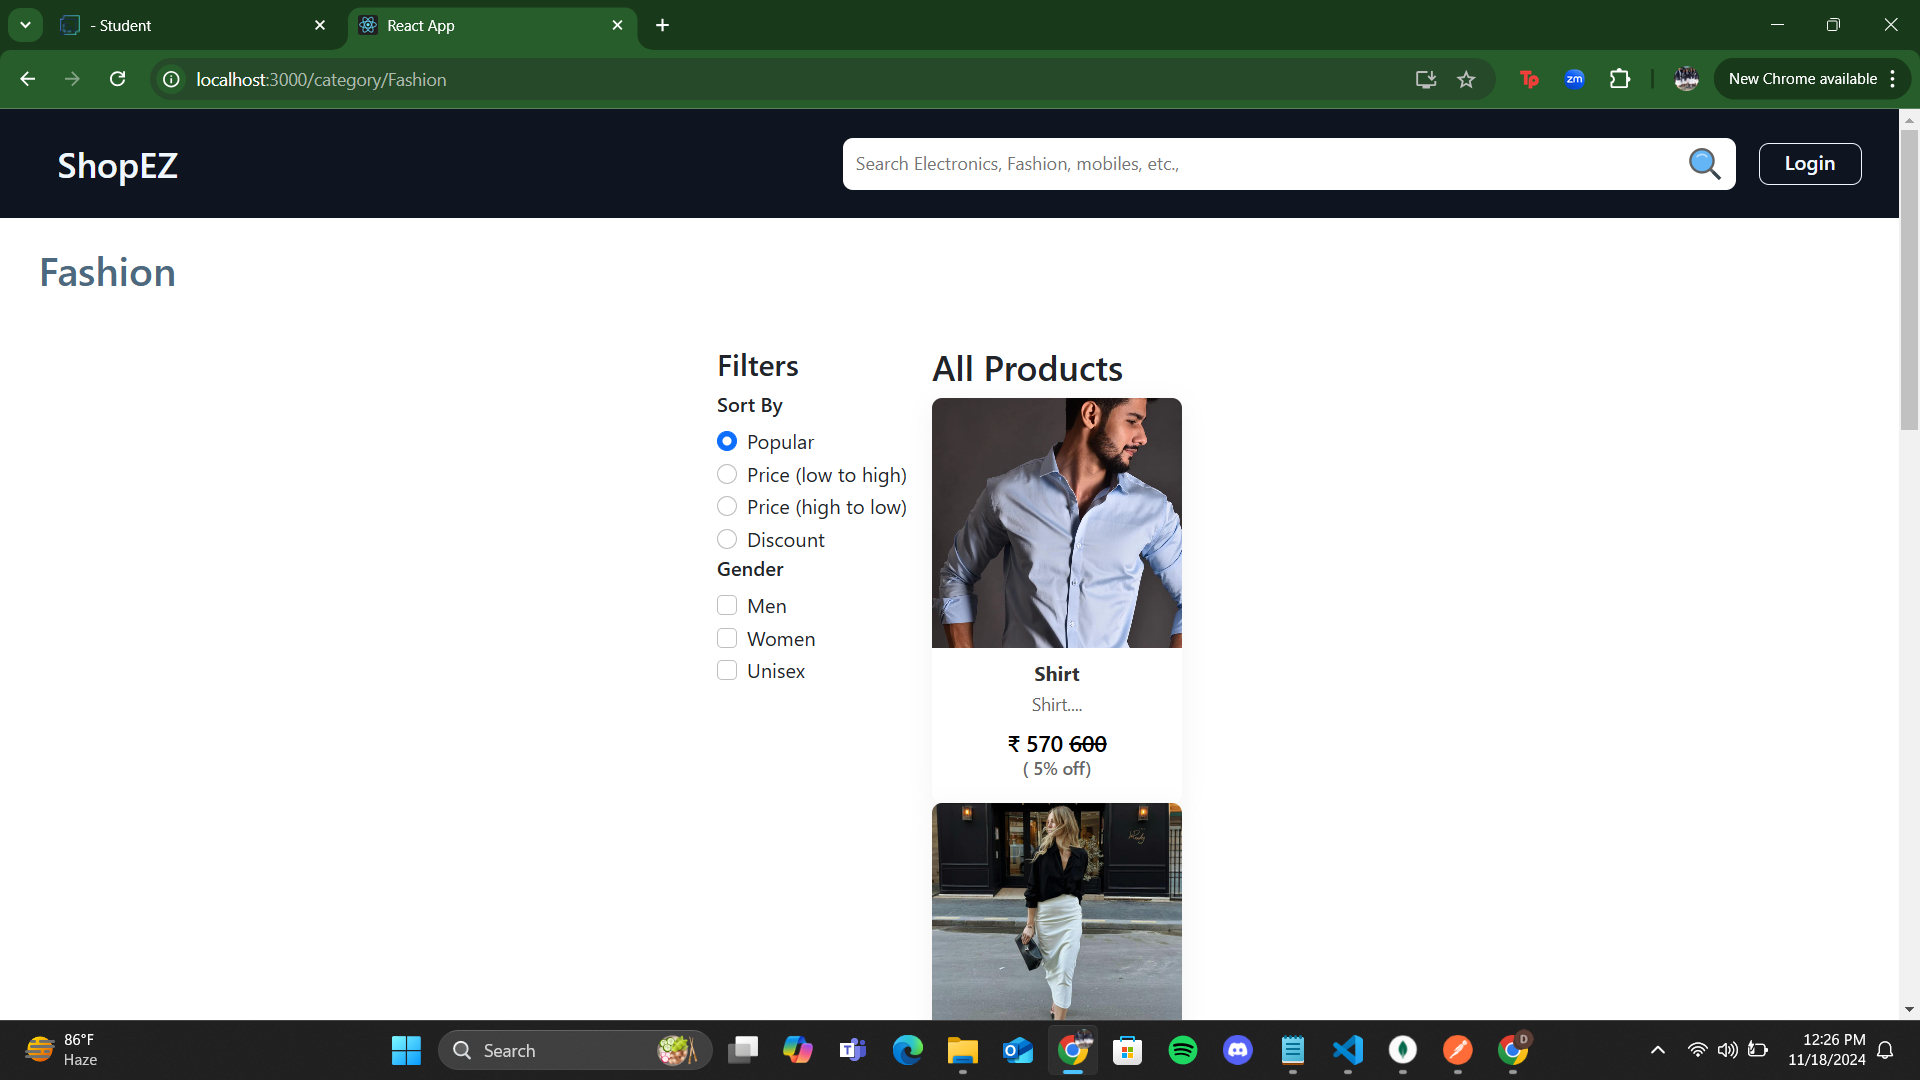 - Student
React App
localhost:3000/category/Fashion
Tp
zm
New Chrome available
ShopEZ
Search Electronics, Fashion, mobiles, etc.,
Login
Fashion
Filters
All Products
Sort By
Popular
Price (low to high)
Price (high to low)
Discount
Gender
Men
Women
Unisex
Shirt
Shirt....
₹ 570 600
( 5% off)
86°F
Haze
Search
D
12:26 PM
11/18/2024